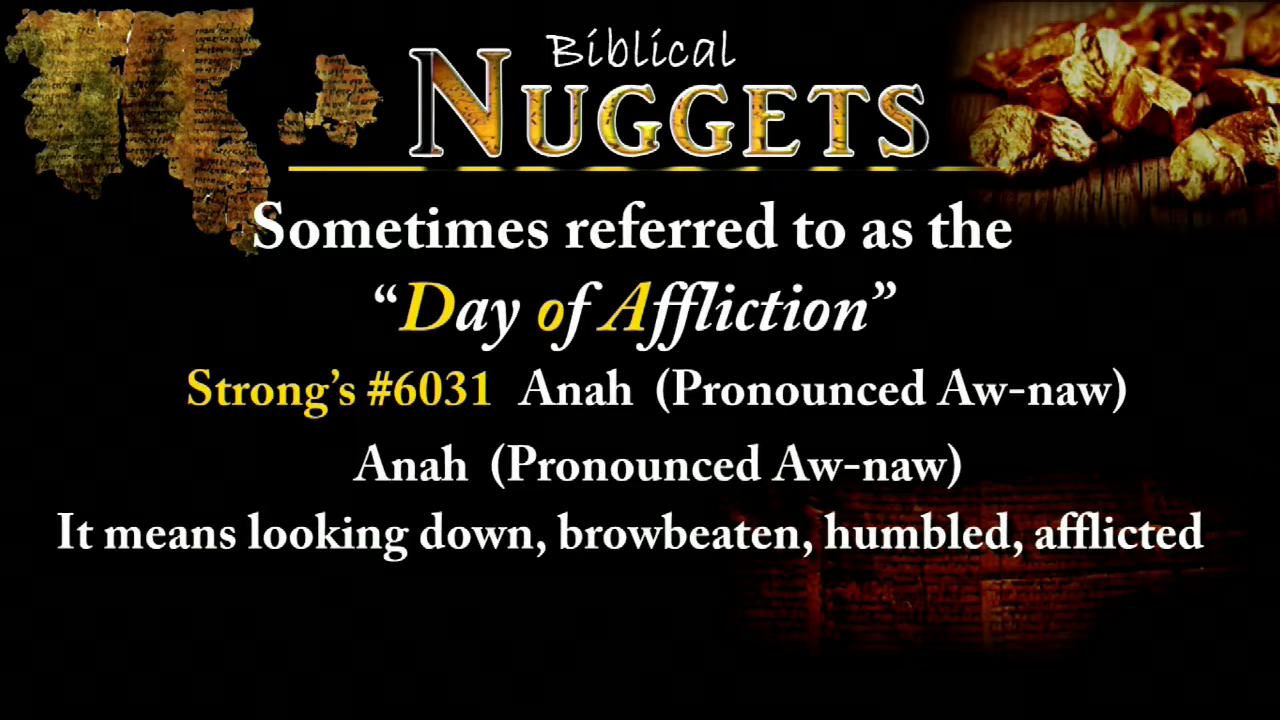 Biblical
NUGGETS
Sometimes referred to as the
“Day of Affliction”
Strong’s #6031 Anah (Pronounced Aw-naw)
Anah (Pronounced Aw-naw)
It means looking down, browbeaten, humbled, afflicted